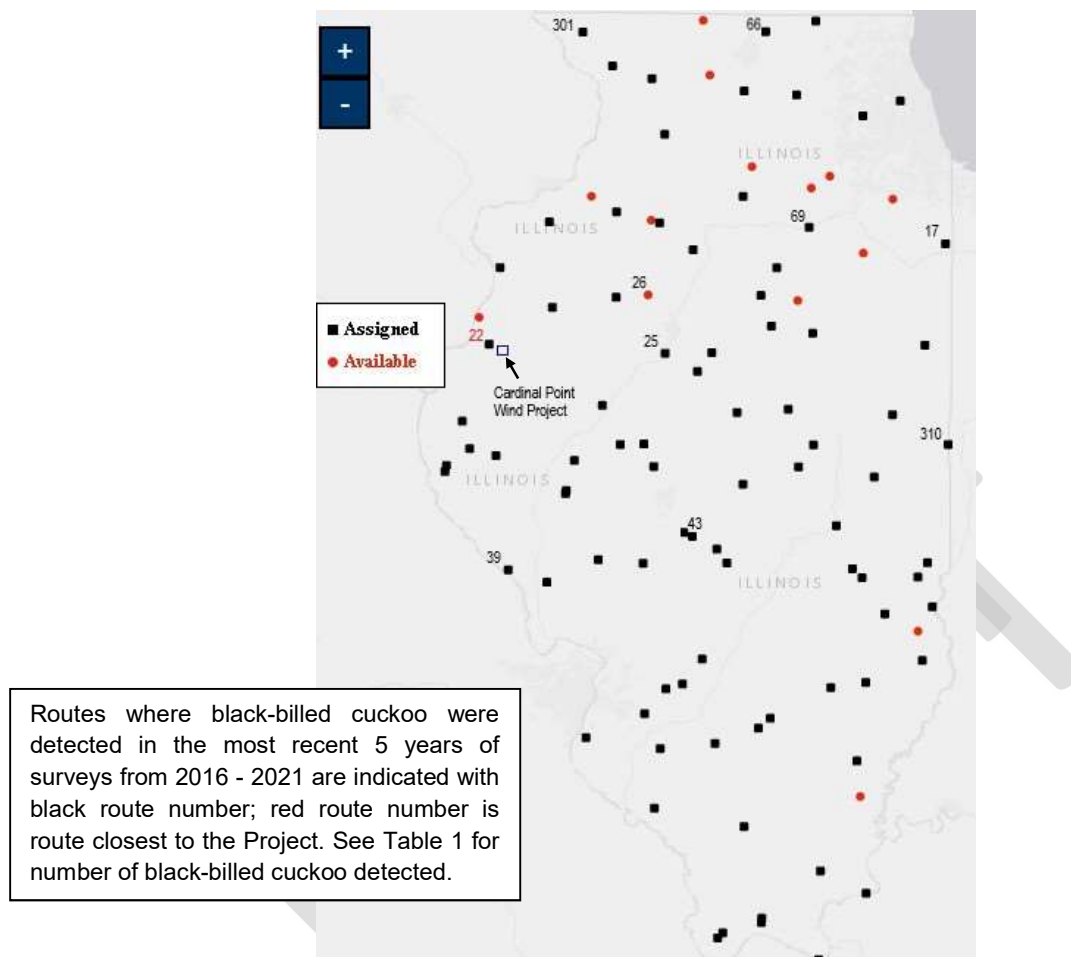 301
66
+
-
ILLINOIS
69
17
ILLINOIS
26
Assigned
Available
22
25
Cardinal Point
Wind Project
310
ILLINOIS
43
39
ILLINOIS
Routes where black-billed cuckoo were
detected in the most recent 5 years of
surveys from 2016 - 2021 are indicated with
black route number; red route number is
route closest to the Project. See Table 1 for
number of black-billed cuckoo detected.